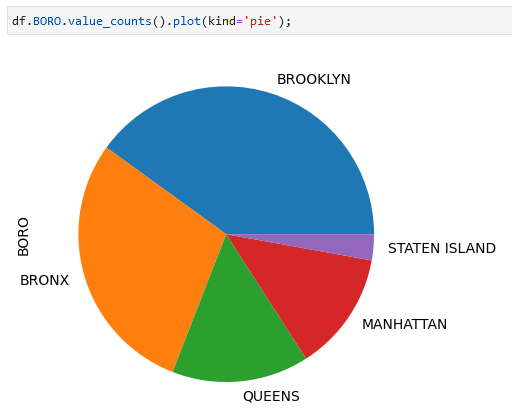 df.BORO.value_counts().plot(kind='pie');
BROOKLYN
BORO
STATEN ISLAND
BRONX
MANHATTAN
QUEENS